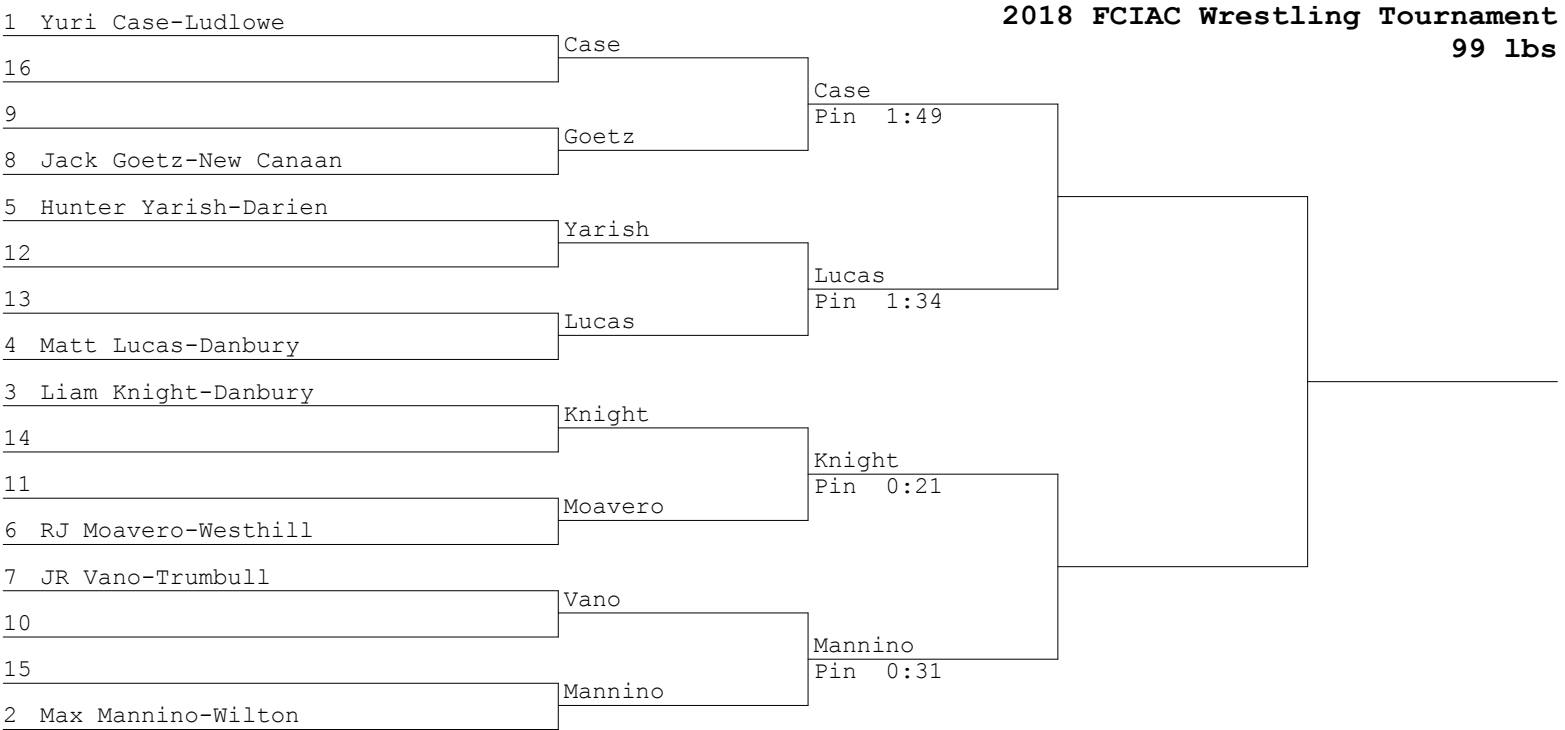 2018 FCIAC Wrestling Tournament
99 lbs
1 Yuri Case-Ludlowe
16
9
8 Jack Goetz-New Canaan
5 Hunter Yarish-Darien
12
13
4 Matt Lucas-Danbury
3 Liam Knight-Danbury
14
11
6 RJ Moavero-Westhill
7 JR Vano-Trumbull
10
15
2 Max Mannino-Wilton
Case
Goetz
Yarish
Lucas
Knight
Moavero
Vano
Mannino
Case
Pin 1:49
Lucas
Pin 1:34
Knight
Pin 0:21
Mannino
Pin 0:31